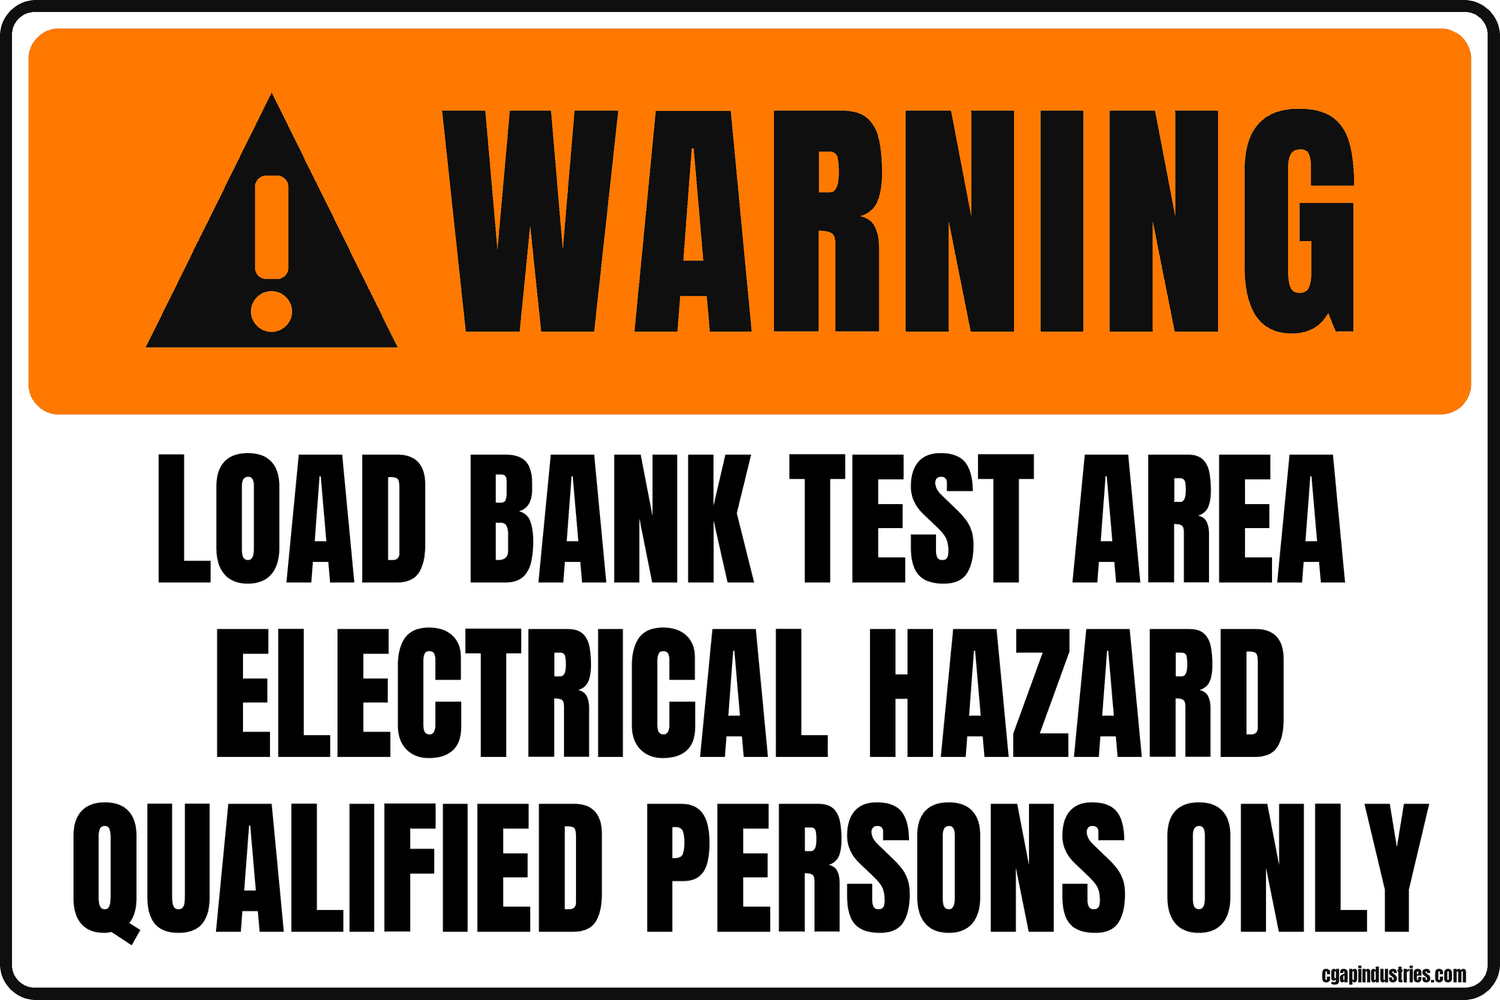 WARNING
LOAD BANK TEST AREA
ELECTRICAL HAZARD
QUALIFIED PERSONS ONLY
cgapindustries.com